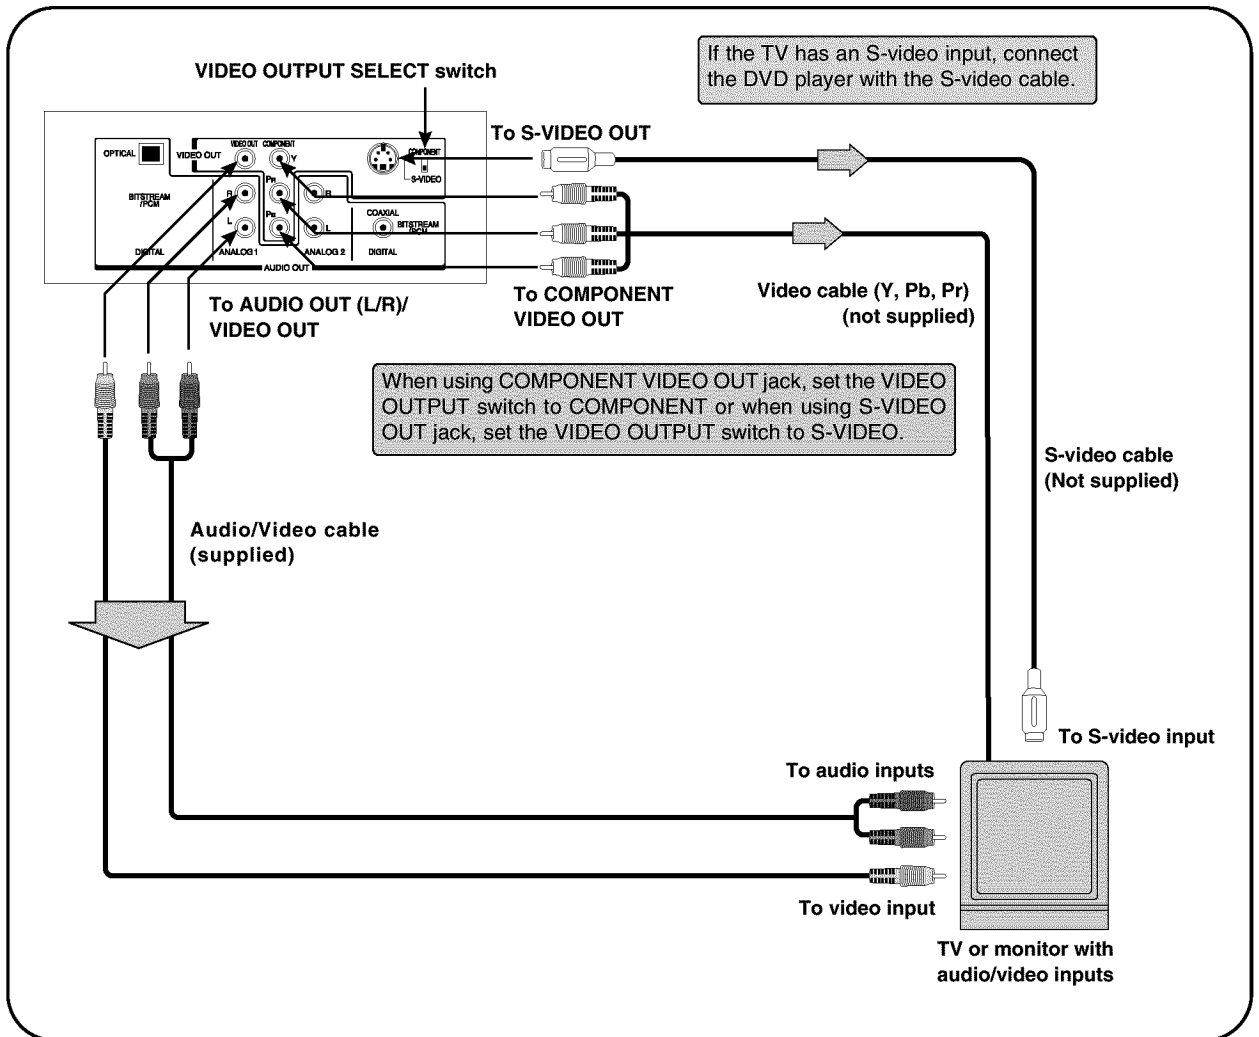 If the TV has an S-video input, connect
the DVD player with the S-video cable.
VIDEO OUTPUT SELECT switch
To S-VIDEO OUT
OPTICAL
VIDEO OUT
VIDEO OUT
COMPONENT
Y
COMPONENT
S-VIDEO
BITSTREAM
/PCM
R
PR
R
L
PB
L
COAXIAL
BITSTREAM
/PCM
DIGITAL
ANALOG 1
ANALOG 2
DIGITAL
AUDIO OUT
To AUDIO OUT (L/R)/
VIDEO OUT
To COMPONENT
VIDEO OUT
Video cable (Y, Pb, Pr)
(not supplied)
When using COMPONENT VIDEO OUT jack, set the VIDEO
OUTPUT switch to COMPONENT or when using S-VIDEO
OUT jack, set the VIDEO OUTPUT switch to S-VIDEO.
S-video cable
(Not supplied)
Audio/Video cable
(supplied)
To S-video input
To audio inputs
To video input
TV or monitor with
audio/video inputs